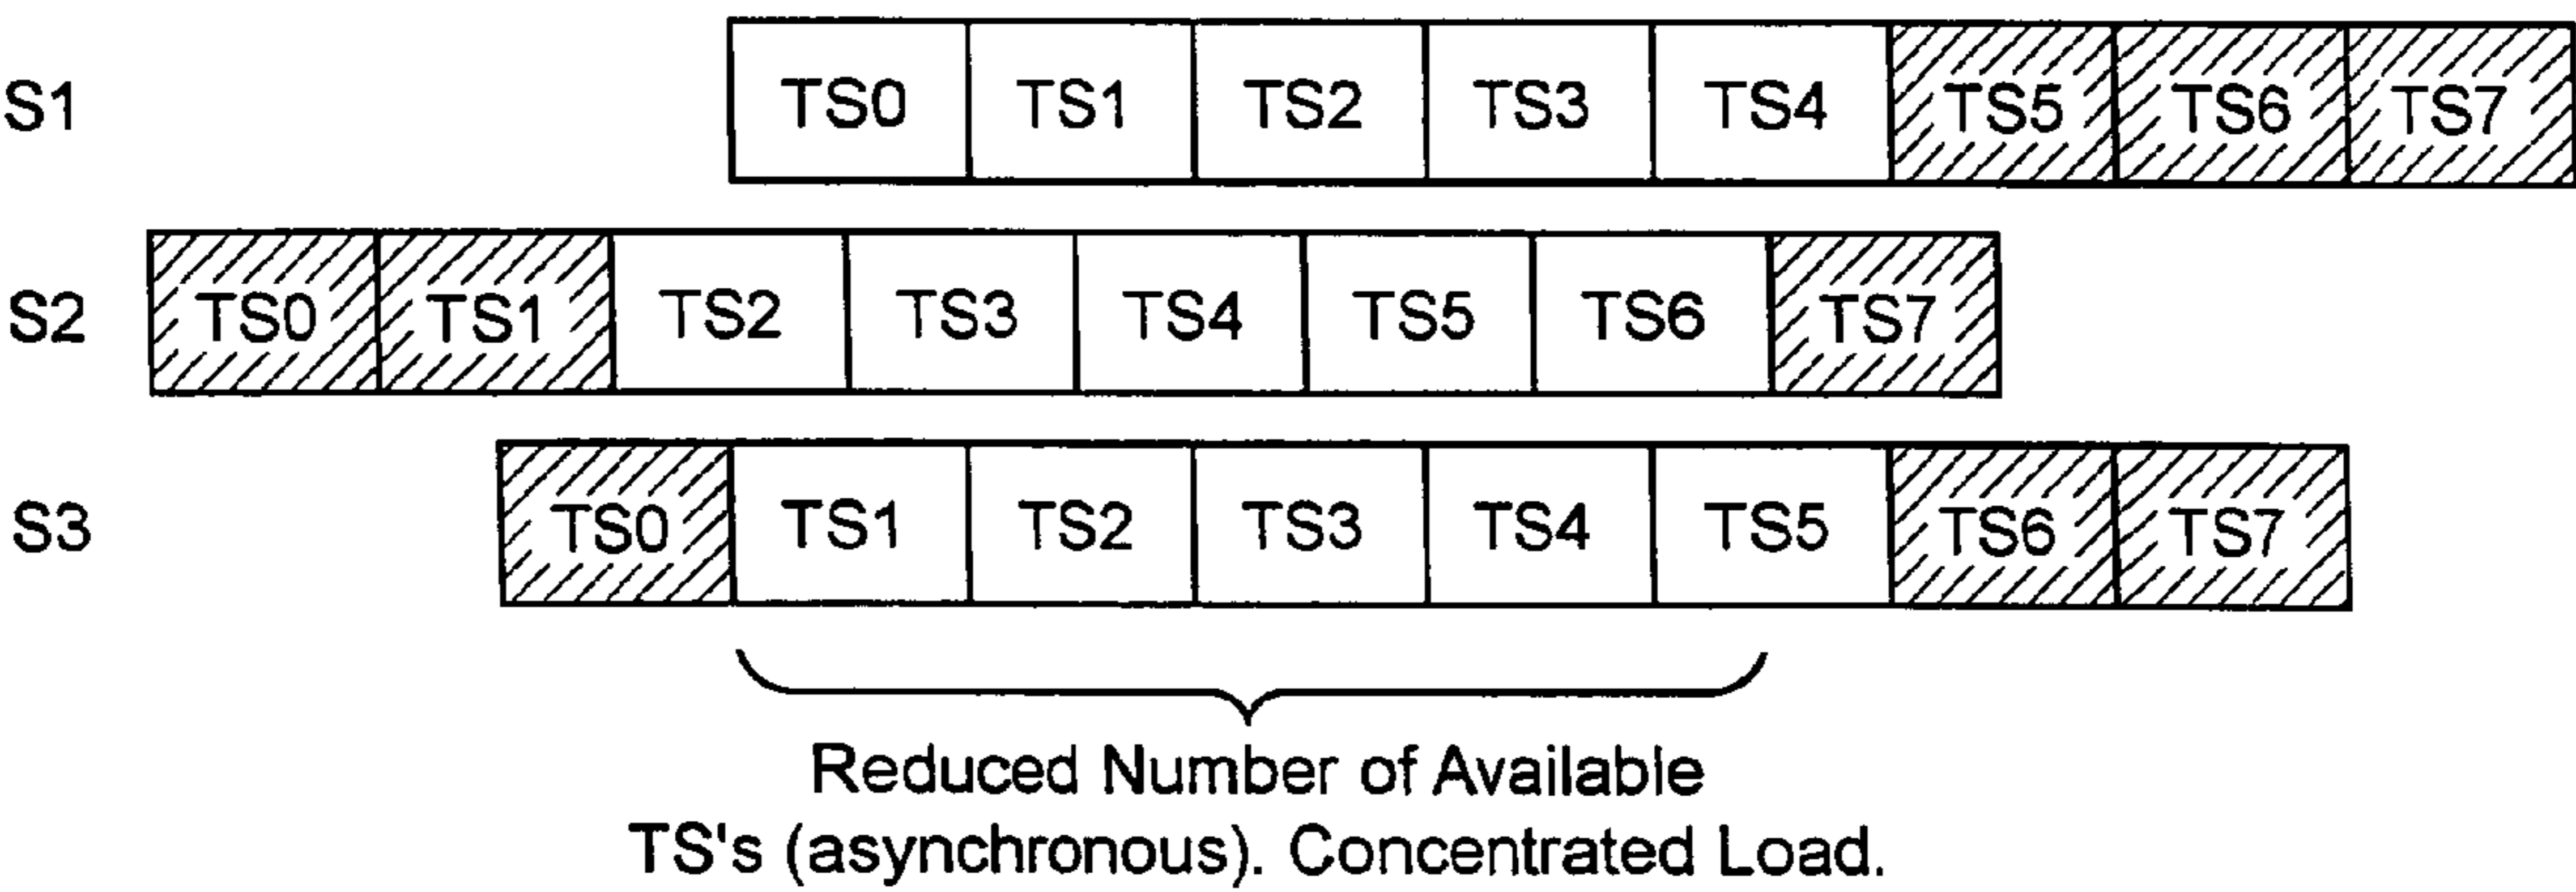 S1 TS0 TS1 TS2 TS3 TS4 TS5 TS6 TS7
S2 TS0 TS1 TS2 TS3 TS4 TS5 TS6 TS7
S3 TS0 TS1 TS2 TS3 TS4 TS5 TS6 TS7
Reduced Number of Available
TS's (asynchronous). Concentrated Load.